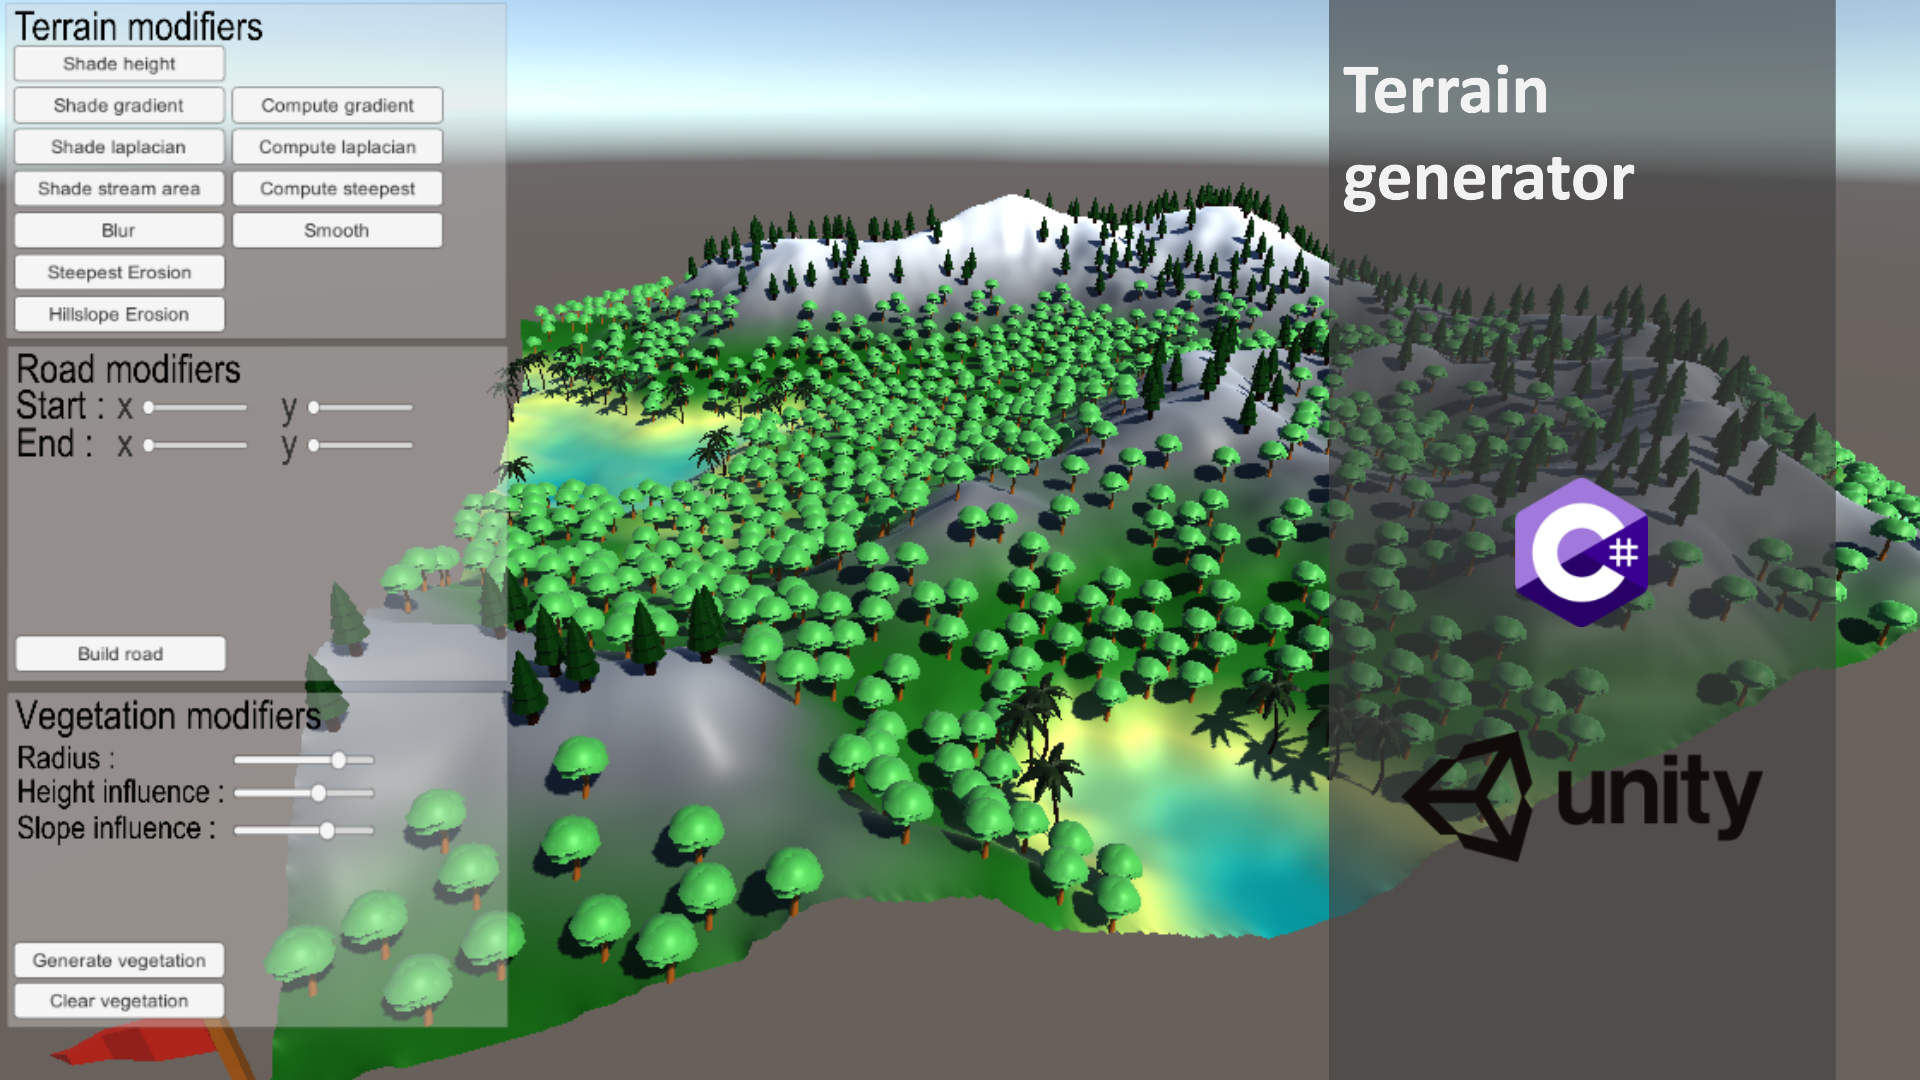 Terrain modifiers
Shade height
Shade gradient
Compute gradient
Shade laplacian
Compute laplacian
Shade stream area
Compute steepest
Blur
Smooth
Steepest Erosion
Hillslope Erosion
Road modifiers
Start : x y
End : x y
Build road
Vegetation modifiers
Radius :
Height influence :
Slope influence :
Generate vegetation
Clear vegetation
Terrain
generator
C#
unity